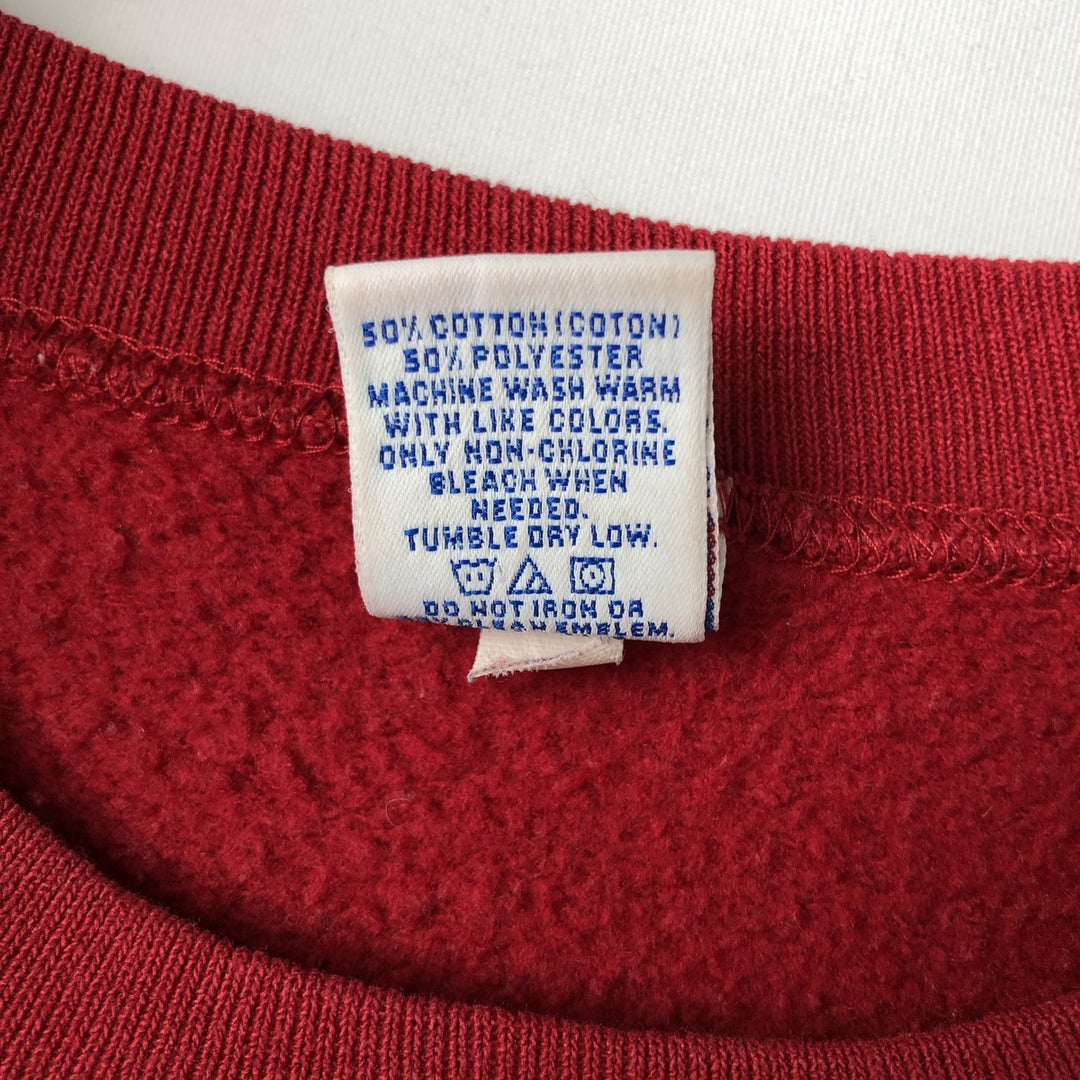 50% COTTON (COTON)
50% POLYESTER
MACHINE WASH WARM
WITH LIKE COLORS.
ONLY NON-CHLORINE
BLEACH WHEN
NEEDED.
TUMBLE DRY LOW.
DO NOT IRON OR
EMBLEM.